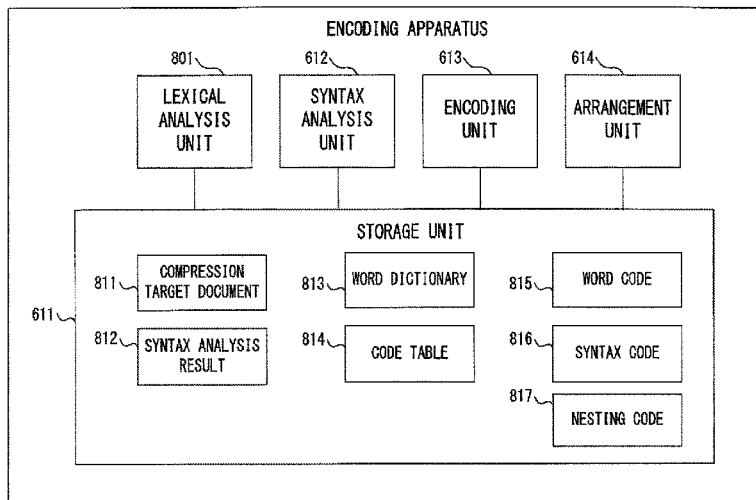 ENCODING APPARATUS
801
612
613
614
LEXICAL
ANALYSIS
UNIT
SYNTAX
ANALYSIS
UNIT
ENCODING
UNIT
ARRANGEMENT
UNIT
STORAGE UNIT
611
811
COMPRESSION
TARGET DOCUMENT
813
WORD DICTIONARY
815
WORD CODE
812
SYNTAX ANALYSIS
RESULT
814
CODE TABLE
816
SYNTAX CODE
817
NESTING CODE